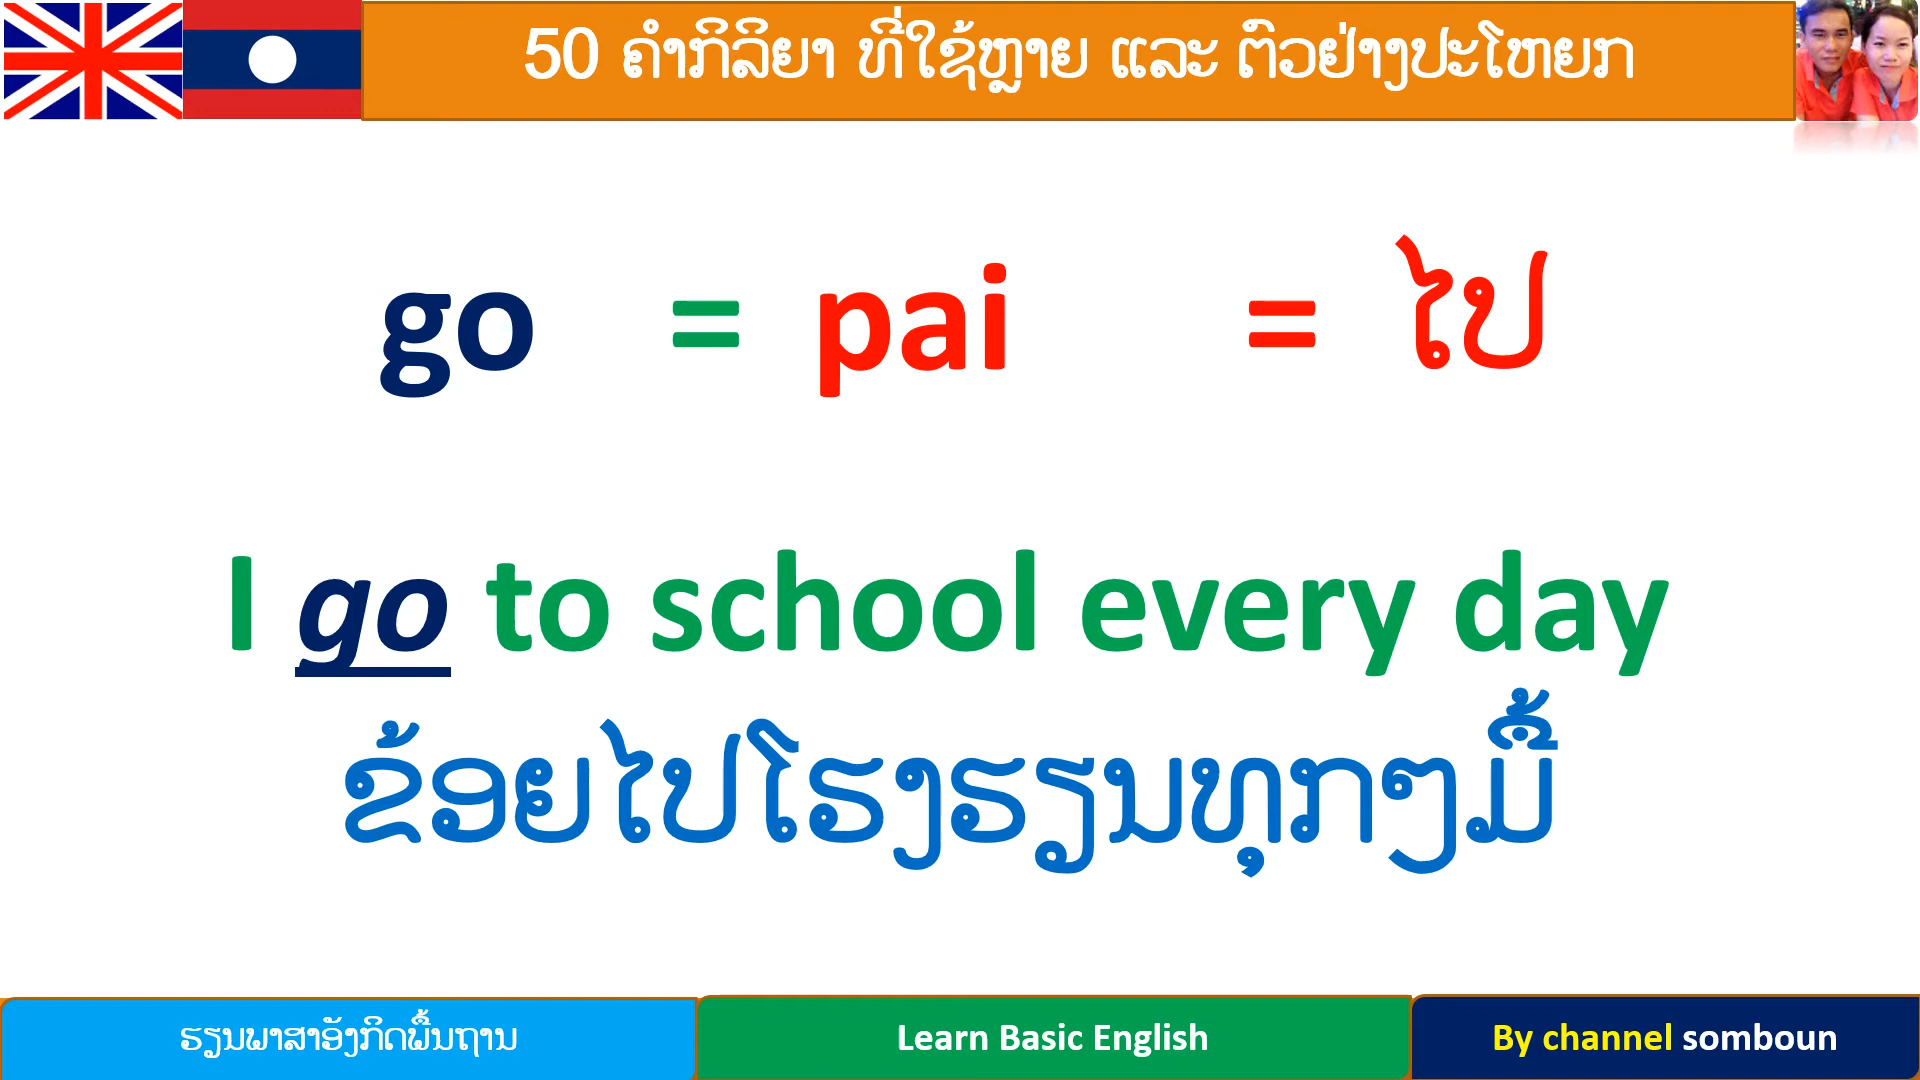 50 ຄຳກິລິຍາ ທີ່ໃຊ້ຫຼາຍ ແລະ ຕົວຢ່າງປະໂຫຍກ
go = pai = ໄປ
I go to school every day
ຂ້ອຍໄປໂຮງຮຽນທຸກໆມື້
ຮຽນພາສາອັງກິດພື້ນຖານ
Learn Basic English
By channel somboun